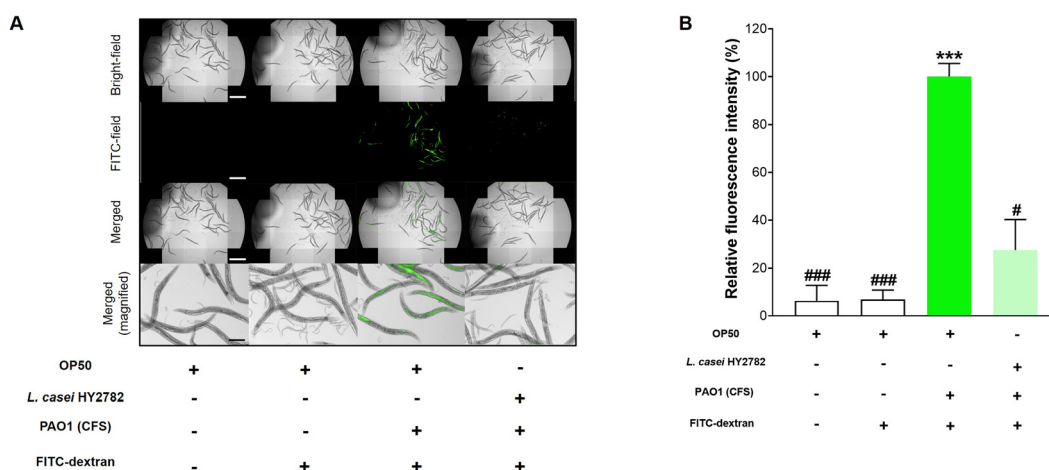 A
Bright-field
FITC-field
Merged
Merged
(magnified)
OP50 + + + -
L. casei HY2782 - - - +
PAO1 (CFS) - - + +
FITC-dextran - + + +
B
Relative fluorescence intensity (%)
120
100
80
60
40
20
0
###
###
***
#
OP50 + + + -
L. casei HY2782 - - - +
PAO1 (CFS) - - + +
FITC-dextran - + + +